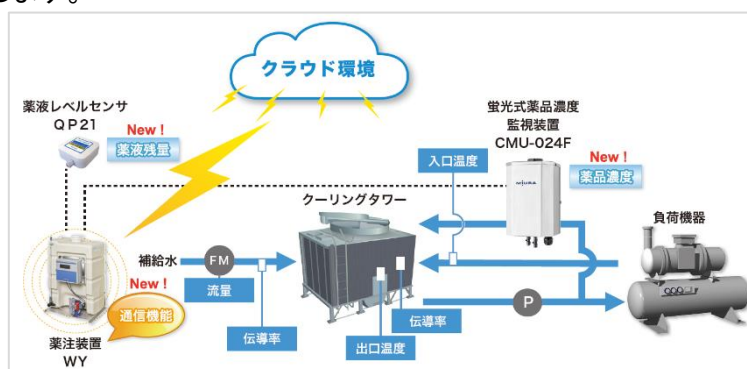 ます。
クラウド環境
薬液レベルセンサ
QP21
New!
薬液残量
蛍光式薬品濃度
監視装置
CMU-024F
New!
薬品濃度
MIURA
入口温度
クーリングタワー
負荷機器
補給水
FM
流量
New!
通信機能
伝導率
出口温度
伝導率
P
薬注装置
WY